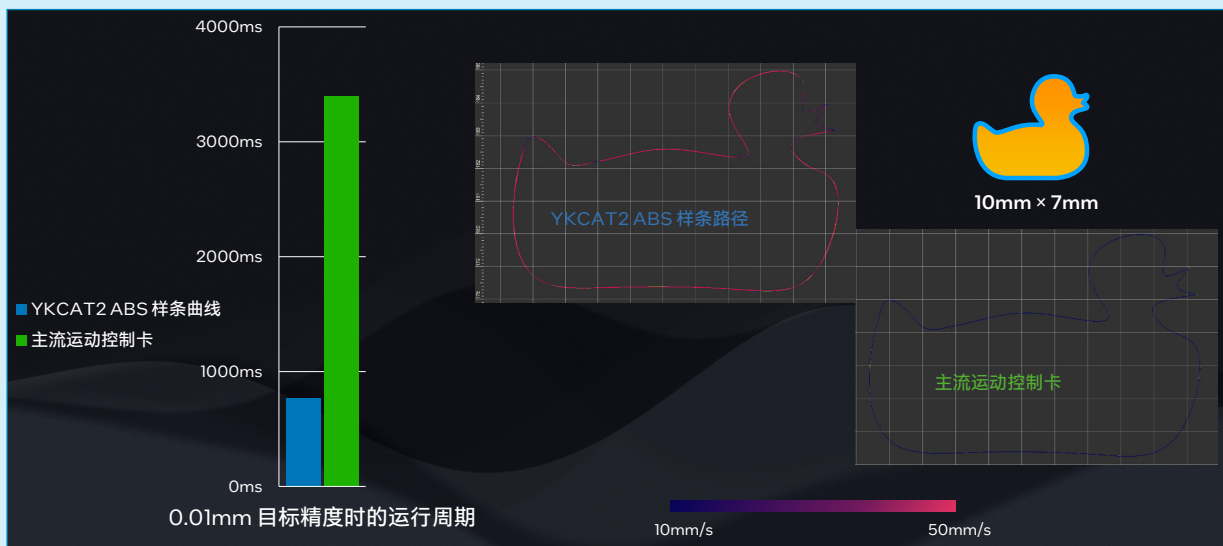 4000ms
3000ms
2000ms
1000ms
0ms
YKCAT2 ABS 样条曲线
主流运动控制卡
0.01mm 目标精度时的运行周期
YKCAT2 ABS 样条路径
10mm × 7mm
主流运动控制卡
10mm/s
50mm/s